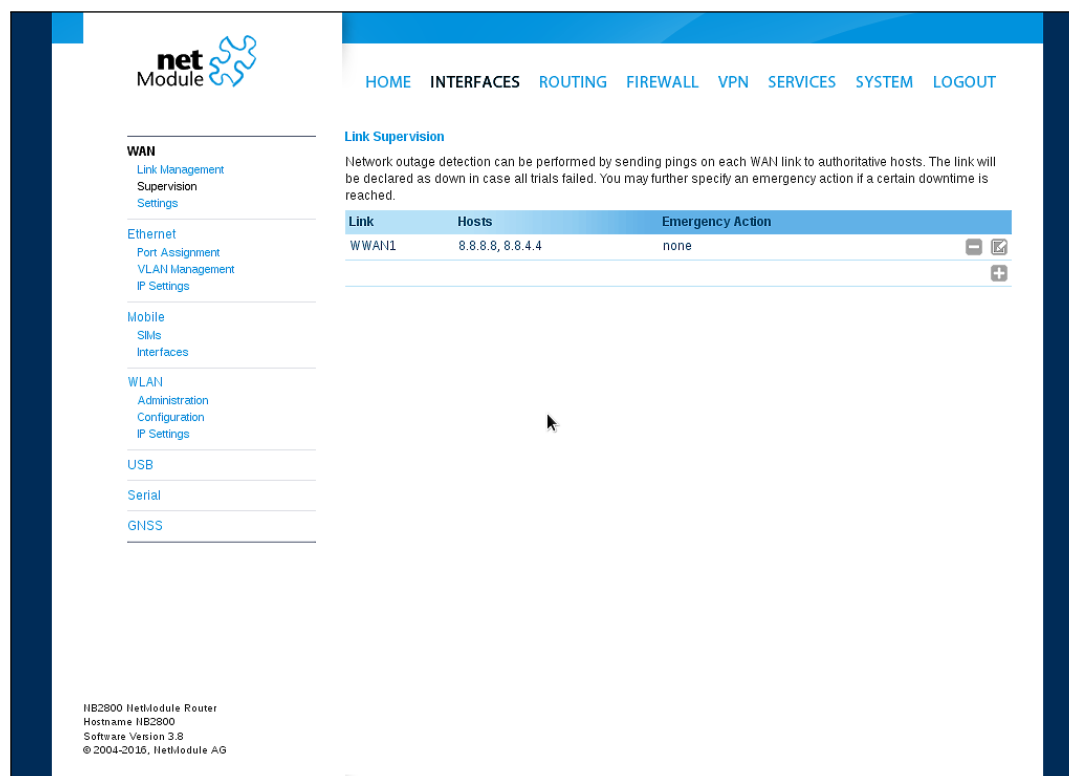 net
Module
HOME INTERFACES ROUTING FIREWALL VPN SERVICES SYSTEM LOGOUT
WAN
Link Management
Supervision
Settings
Ethernet
Port Assignment
VLAN Management
IP Settings
Mobile
SIMs
Interfaces
WLAN
Administration
Configuration
IP Settings
USB
Serial
GNSS
Link Supervision
Network outage detection can be performed by sending pings on each WAN link to authoritative hosts. The link will
be declared as down in case all trials failed. You may further specify an emergency action if a certain downtime is
reached.
Link Hosts Emergency Action
WWAN1 8.8.8.8, 8.8.4.4 none
NB2800 NetModule Router
Hostname NB2800
Software Version 3.8
© 2004-2016, NetModule AG